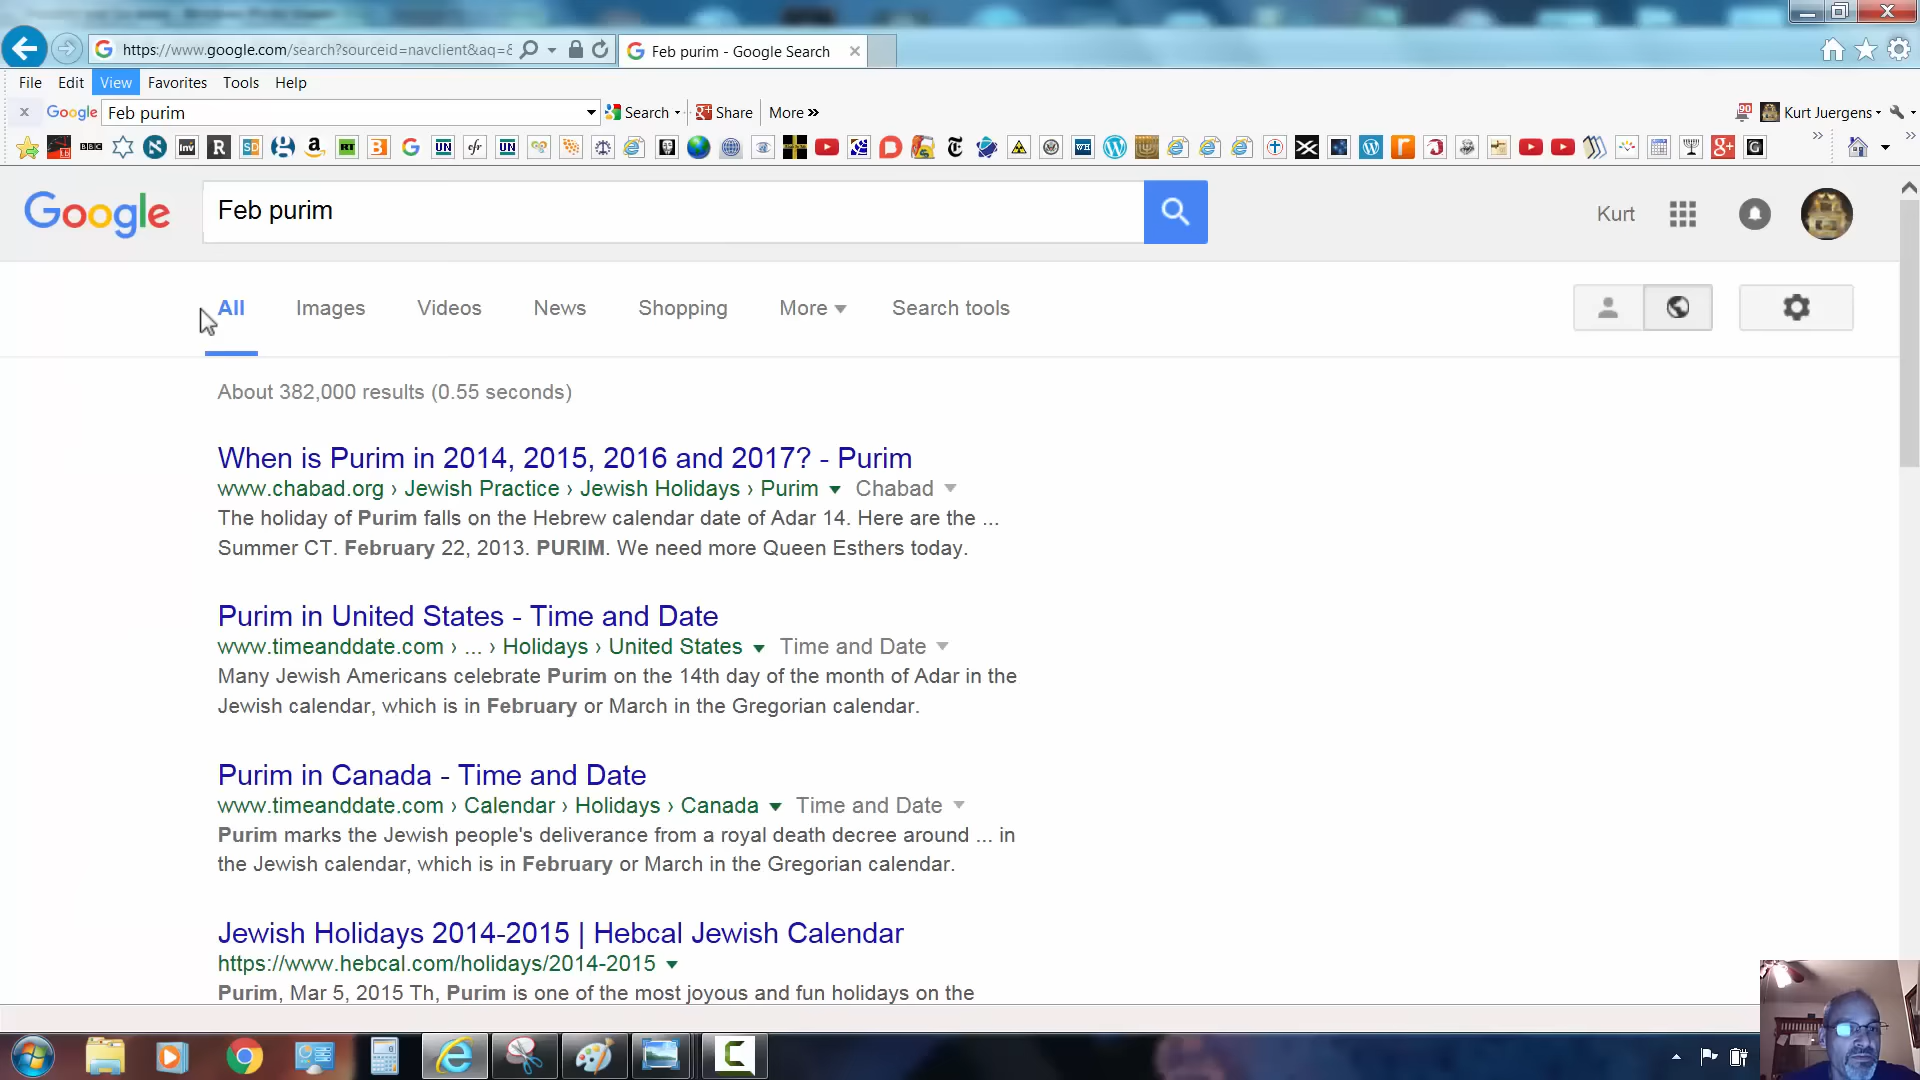 https://www.google.com/search?sourceid=navclient&aq=&
Feb purim - Google Search
File Edit View Favorites Tools Help
Google Feb purim Search Share More »
Kurt Juergens
Google
Feb purim
Kurt
All Images Videos News Shopping More Search tools
About 382,000 results (0.55 seconds)
When is Purim in 2014, 2015, 2016 and 2017? - Purim
www.chabad.org › Jewish Practice › Jewish Holidays › Purim Chabad
The holiday of Purim falls on the Hebrew calendar date of Adar 14. Here are the ...
Summer CT. February 22, 2013. PURIM. We need more Queen Esthers today.
Purim in United States - Time and Date
www.timeanddate.com › ... › Holidays › United States Time and Date
Many Jewish Americans celebrate Purim on the 14th day of the month of Adar in the
Jewish calendar, which is in February or March in the Gregorian calendar.
Purim in Canada - Time and Date
www.timeanddate.com › Calendar › Holidays › Canada Time and Date
Purim marks the Jewish people's deliverance from a royal death decree around ... in
the Jewish calendar, which is in February or March in the Gregorian calendar.
Jewish Holidays 2014-2015 | Hebcal Jewish Calendar
https://www.hebcal.com/holidays/2014-2015
Purim, Mar 5, 2015 Th, Purim is one of the most joyous and fun holidays on the